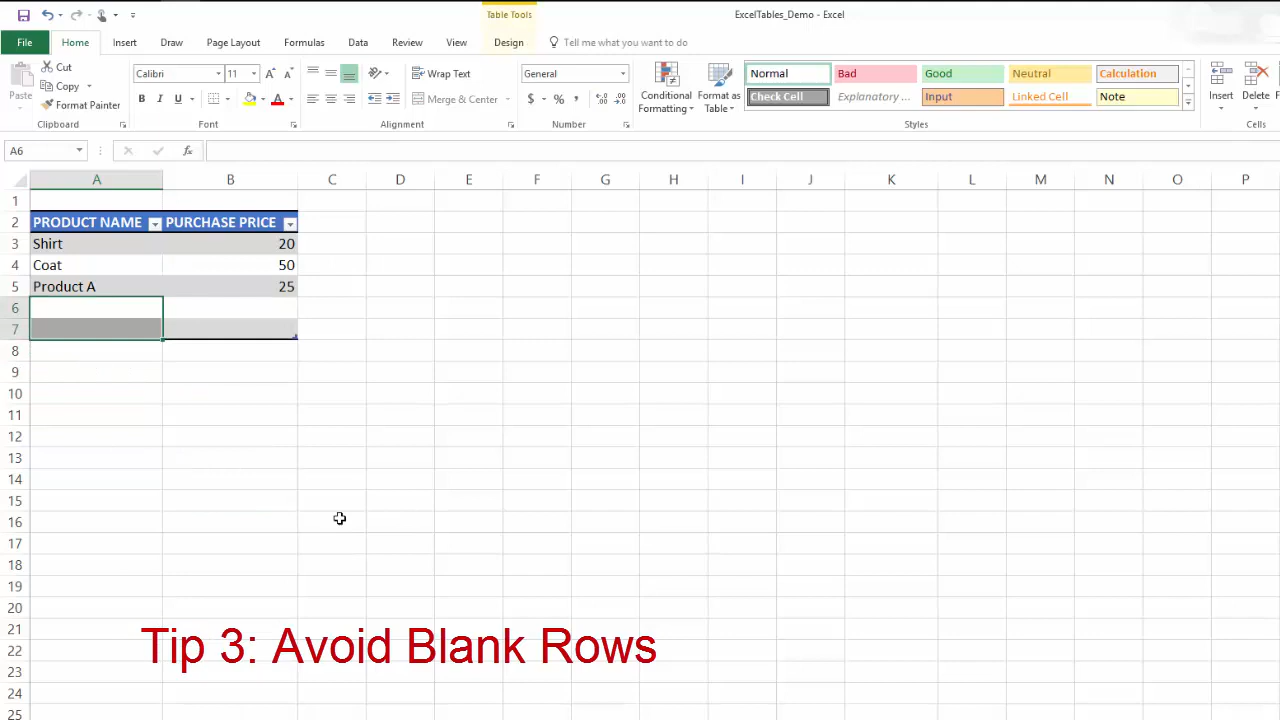 Table Tools
ExcelTables_Demo - Excel
File Home Insert Draw Page Layout Formulas Data Review View Design Tell me what you want to do
Paste
Cut
Copy
Format Painter
Clipboard
Calibri 11
B I U
Font
Wrap Text
Merge & Center
Alignment
General
$ % ,
Number
Conditional Formatting
Format as Table
Normal Bad Good Neutral Calculation
Check Cell Explanatory ... Input Linked Cell Note
Styles
Insert Delete
Cells
A6 fx
A B C D E F G H I J K L M N O P
1
2 PRODUCT NAME PURCHASE PRICE
3 Shirt 20
4 Coat 50
5 Product A 25
6
7
8
9
10
11
12
13
14
15
16
17
18
19
20
21
22
23
24
25
Tip 3: Avoid Blank Rows